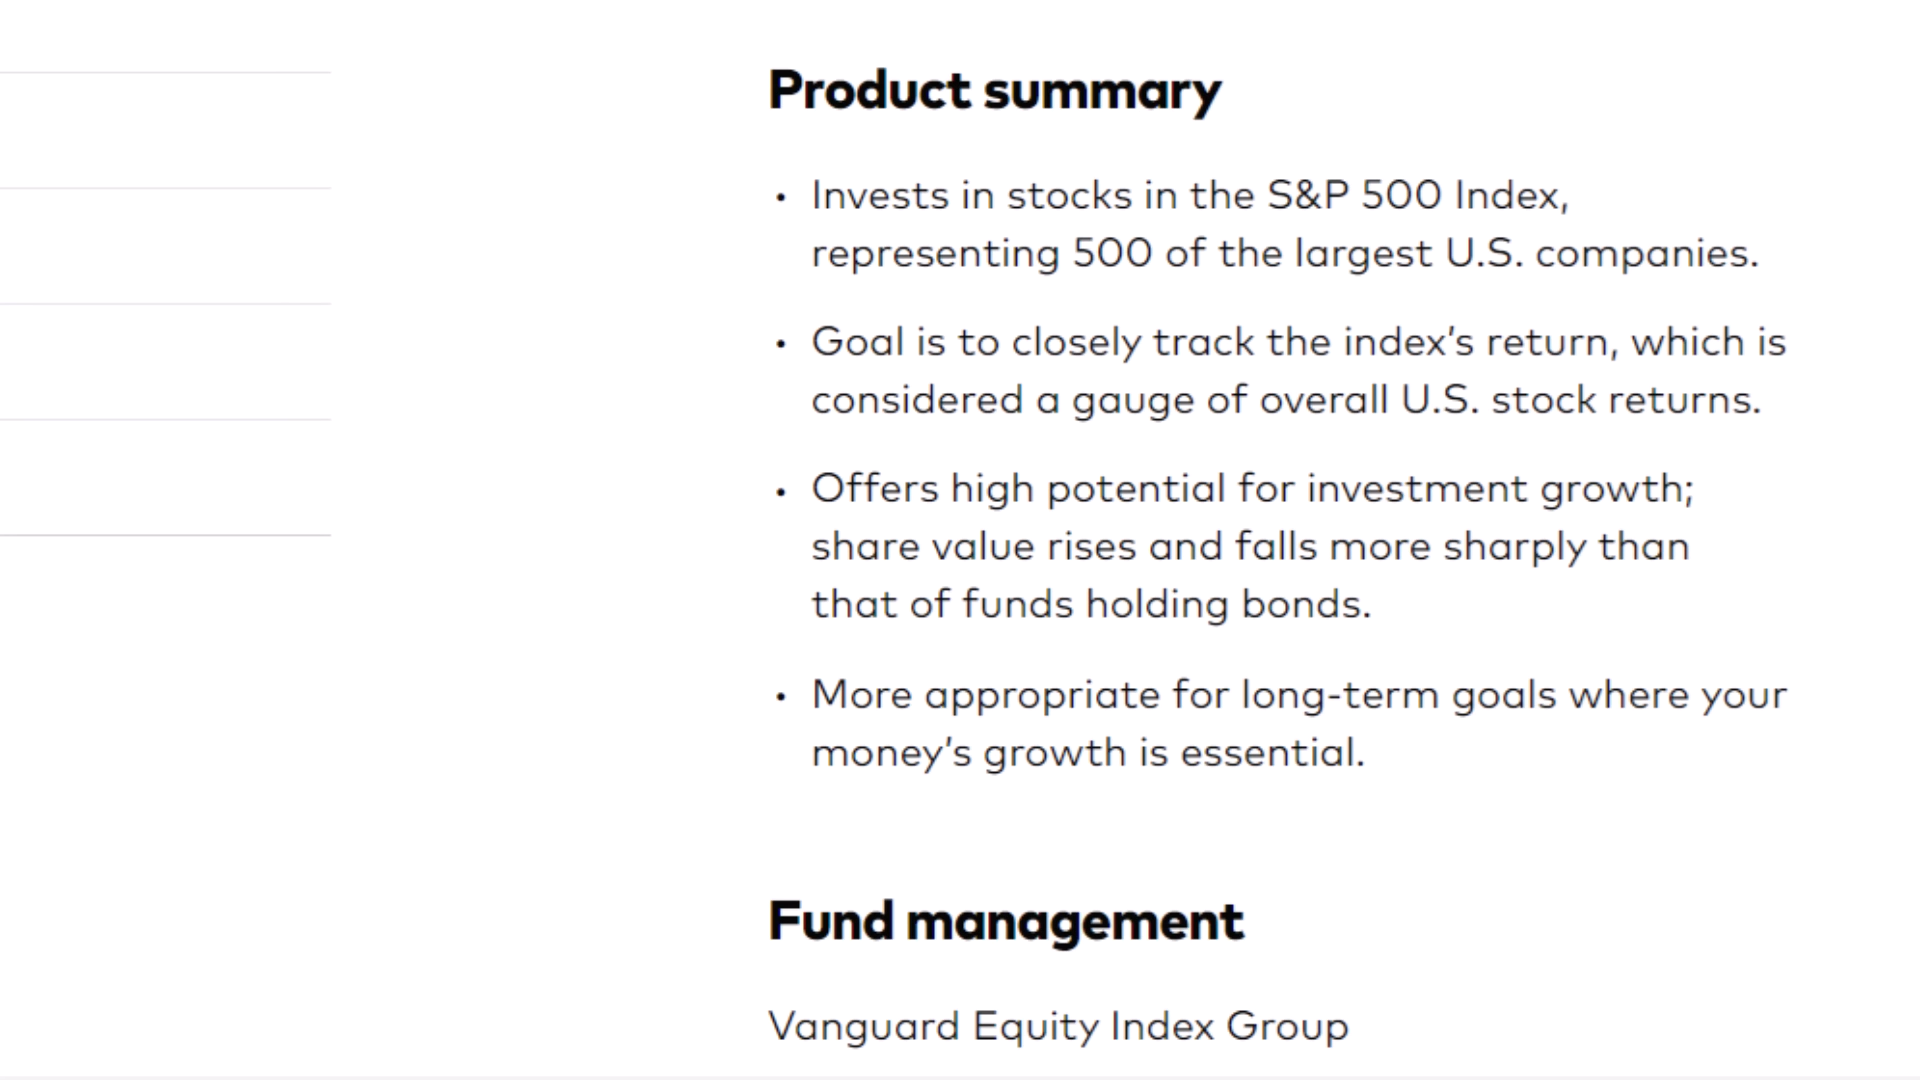 Product summary
• Invests in stocks in the S&P 500 Index,
representing 500 of the largest U.S. companies.
• Goal is to closely track the index’s return, which is
considered a gauge of overall U.S. stock returns.
• Offers high potential for investment growth;
share value rises and falls more sharply than
that of funds holding bonds.
• More appropriate for long-term goals where your
money’s growth is essential.
Fund management
Vanguard Equity Index Group